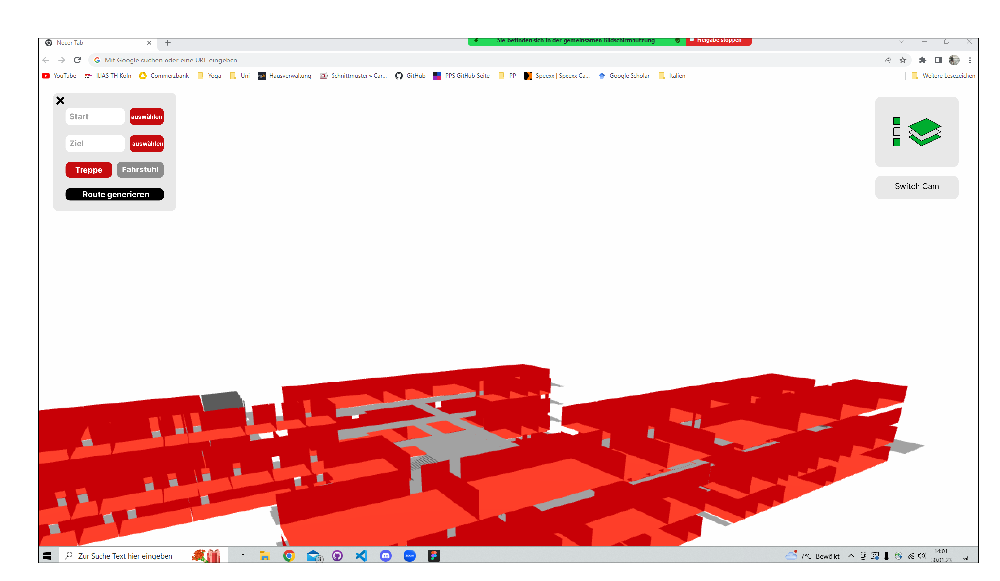 Neuer Tab
Sie befinden sich in der gemeinsamen Bildschirmnutzung Freigabe stoppen
Mit Google suchen oder eine URL eingeben
YouTube ILIAS TH Köln Commerzbank Yoga Uni Hausverwaltung Schnittmuster » Car... GitHub PPS GitHub Seite PP Speexx | Speexx Ca... Google Scholar Italien Weitere Lesezeichen
Start auswählen
Ziel auswählen
Treppe Fahrstuhl
Route generieren
Switch Cam
Zur Suche Text hier eingeben
3
zoom
7°C Bewölkt
14:01
30.01.23